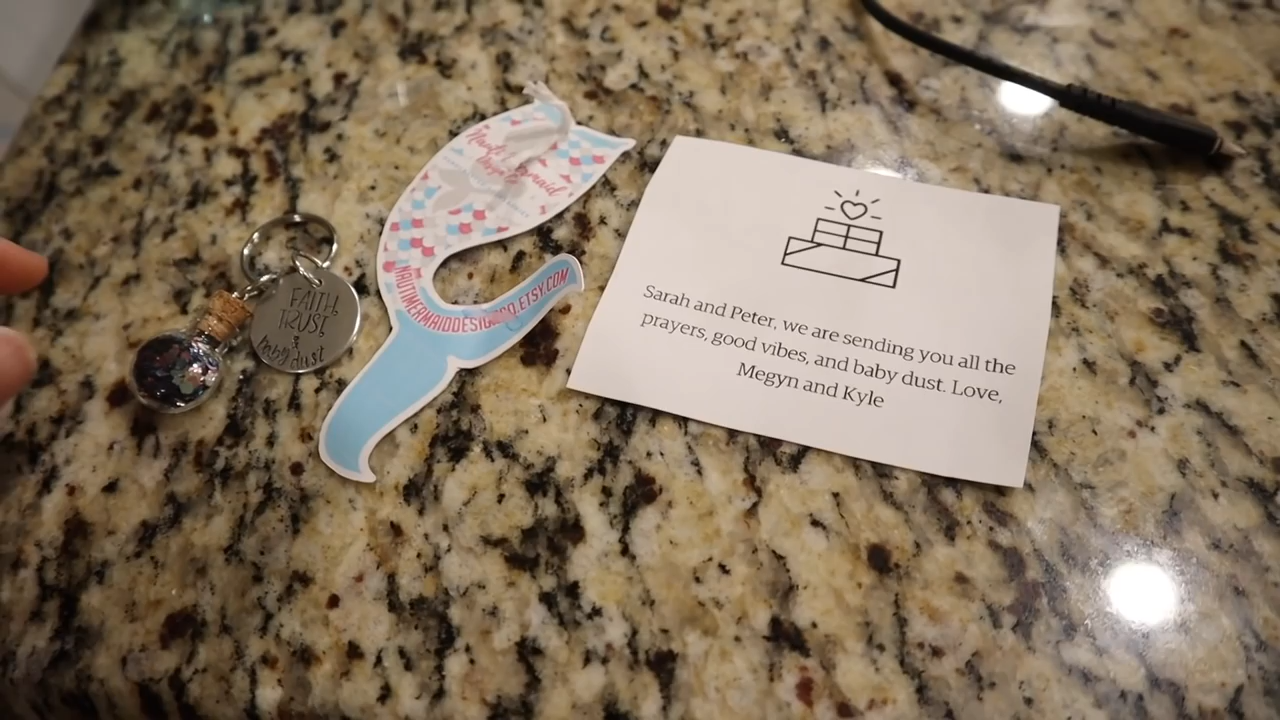 FAITH,
TRUST
&
baby dust
NAUTIMERMAIDDESIGNSCO.ETSY.COM
Sarah and Peter, we are sending you all the
prayers, good vibes, and baby dust. Love,
Megyn and Kyle